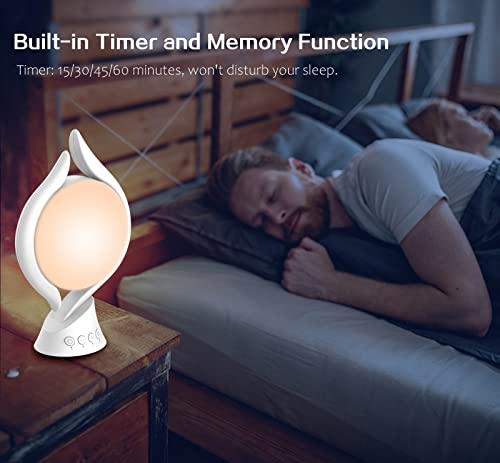 Built-in Timer and Memory Function
Timer: 15/30/45/60 minutes, won't disturb your sleep.